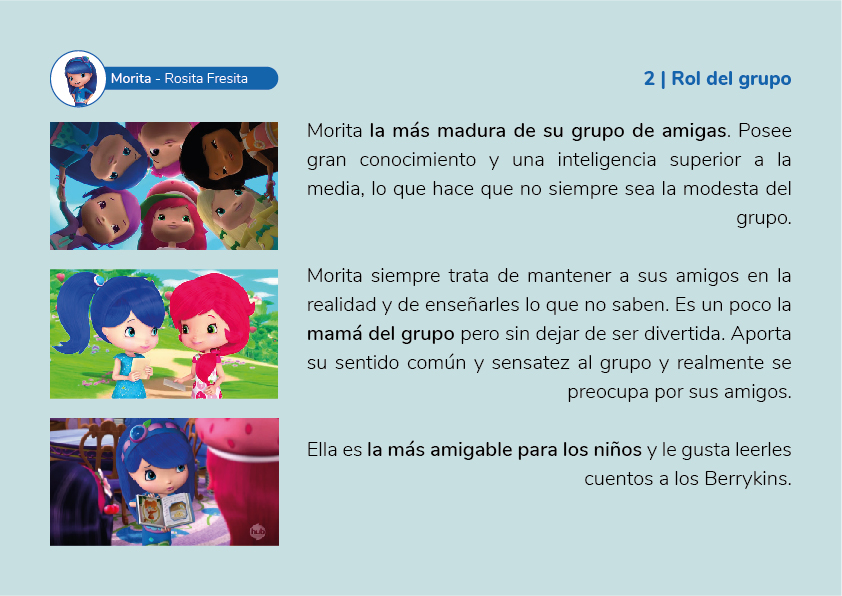 Morita - Rosita Fresita
2 | Rol del grupo
Morita la más madura de su grupo de amigas. Posee
gran conocimiento y una inteligencia superior a la
media, lo que hace que no siempre sea la modesta del
grupo.
Morita siempre trata de mantener a sus amigos en la
realidad y de enseñarles lo que no saben. Es un poco la
mamá del grupo pero sin dejar de ser divertida. Aporta
su sentido común y sensatez al grupo y realmente se
preocupa por sus amigos.
Ella es la más amigable para los niños y le gusta leerles
cuentos a los Berrykins.
hub